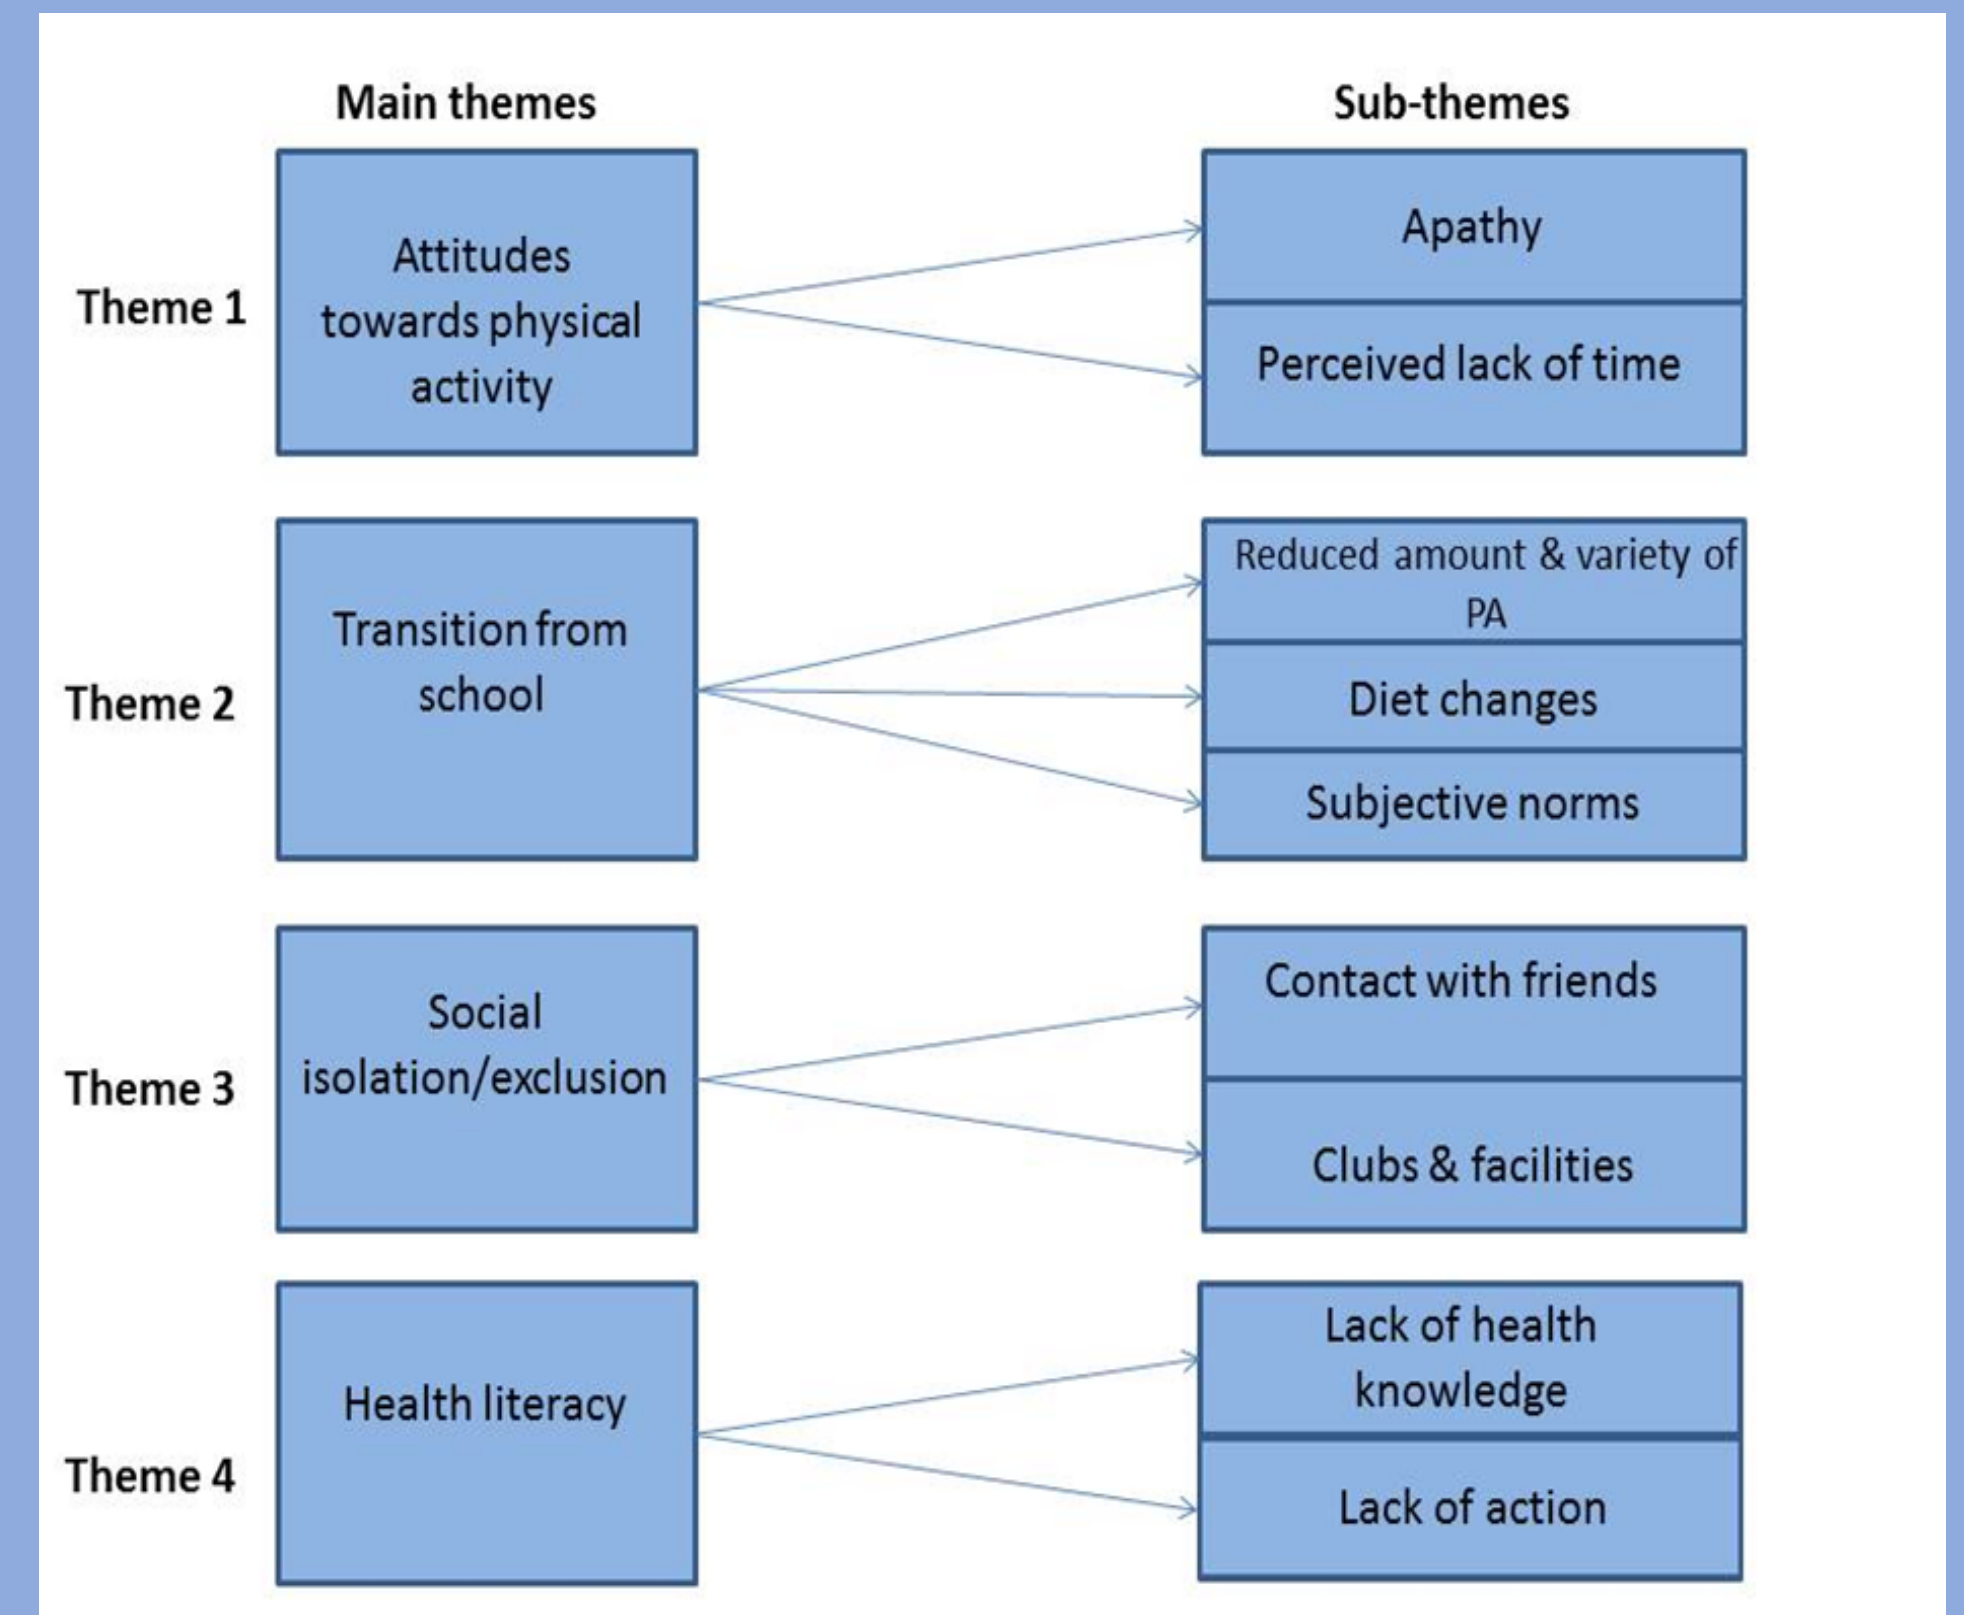 Main themes
Sub-themes
Theme 1
Attitudes
towards physical
activity
Apathy
Perceived lack of time
Theme 2
Transition from
school
Reduced amount & variety of
PA
Diet changes
Subjective norms
Theme 3
Social
isolation/exclusion
Contact with friends
Clubs & facilities
Theme 4
Health literacy
Lack of health
knowledge
Lack of action